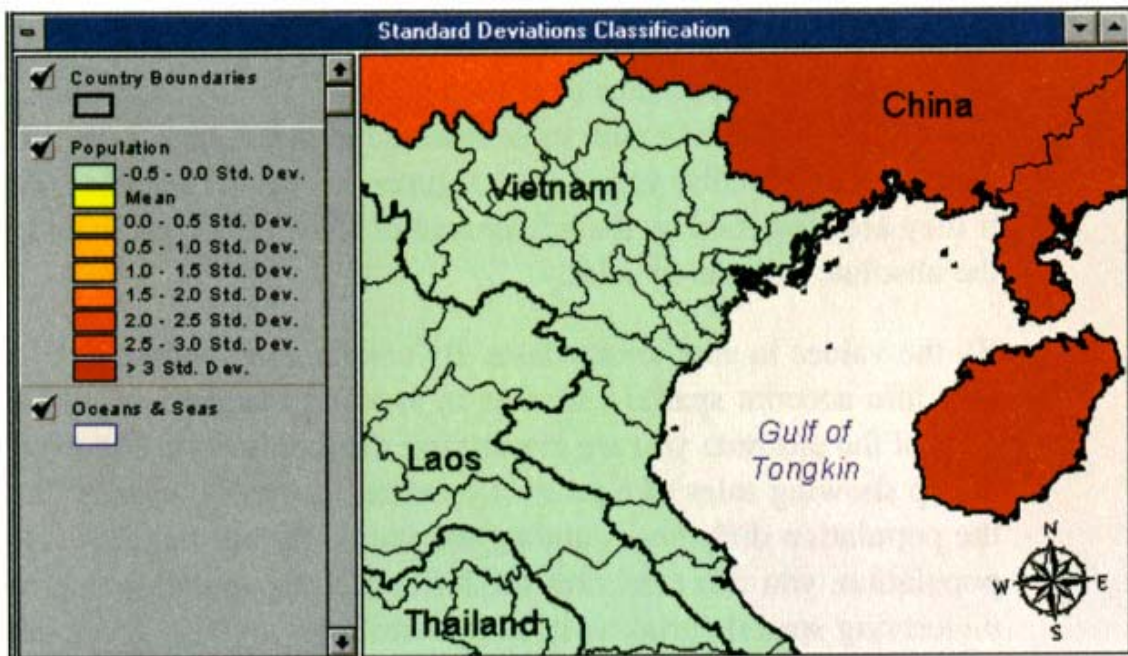 Standard Deviations Classification
Country Boundaries
Population
-0.5 - 0.0 Std. Dev.
Mean
0.0 - 0.5 Std. Dev.
0.5 - 1.0 Std. Dev.
1.0 - 1.5 Std. Dev.
1.5 - 2.0 Std. Dev.
2.0 - 2.5 Std. Dev.
2.5 - 3.0 Std. Dev.
> 3 Std. Dev.
Oceans & Seas
China
Vietnam
Laos
Gulf of
Tongkin
Thailand
N
W
E
S